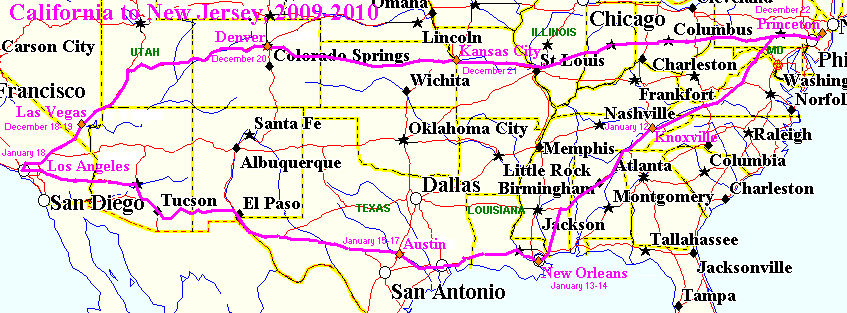 California to New Jersey, 2009-2010
Omaha
Cleveland
December 22
Princeton
N
Chicago
Carson City
UTAH
Denver
December 20
Colorado Springs
Lincoln
Kansas City
December 21
ILLINOIS
St Louis
Columbus
MD
Phi
Washing
Francisco
Las Vegas
December 18-19
Wichita
Charleston
Frankfort
Norfol
January 18
Los Angeles
Santa Fe
Albuquerque
Oklahoma City
Nashville
January 12
Knoxville
Raleigh
Memphis
Little Rock
Birmingham
Atlanta
Columbia
San Diego
Tucson
El Paso
Dallas
TEXAS
LOUISIANA
Montgomery
Charleston
Jackson
January 16-17
Austin
Tallahassee
New Orleans
January 13-14
Jacksonville
San Antonio
Tampa